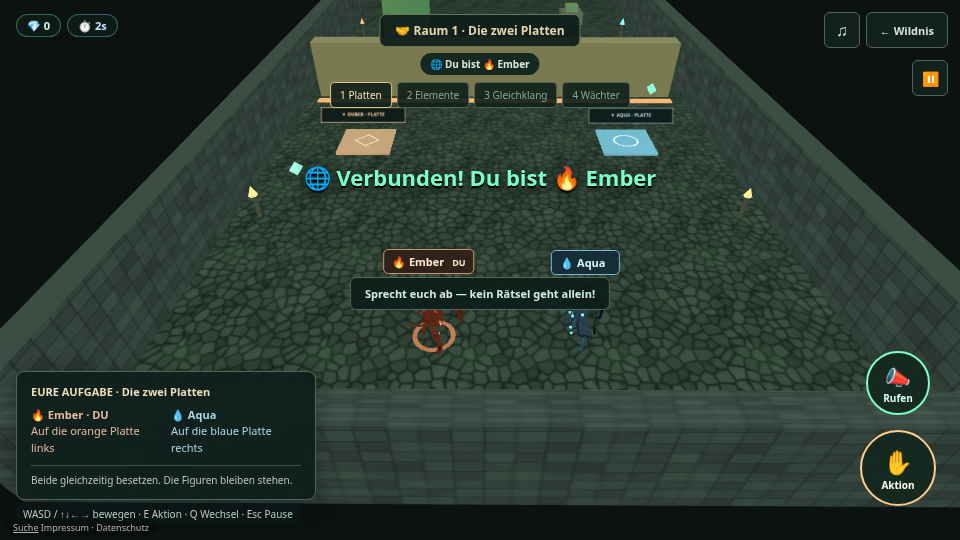 💎 0
⏱️ 2s
🤝 Raum 1 · Die zwei Platten
♫
← Wildnis
🌐 Du bist 🔥 Ember
1 Platten
2 Elemente
3 Gleichklang
4 Wächter
EMBER · PLATTE
AQUA · PLATTE
🌐 Verbunden! Du bist 🔥 Ember
🔥 Ember DU
💧 Aqua
Sprecht euch ab — kein Rätsel geht allein!
📣 Rufen
✋ Aktion
EURE AUFGABE · Die zwei Platten
🔥 Ember · DU
Auf die orange Platte
links
💧 Aqua
Auf die blaue Platte
rechts
Beide gleichzeitig besetzen. Die Figuren bleiben stehen.
WASD / ↑↓←→ bewegen · E Aktion · Q Wechsel · Esc Pause
Suche Impressum · Datenschutz